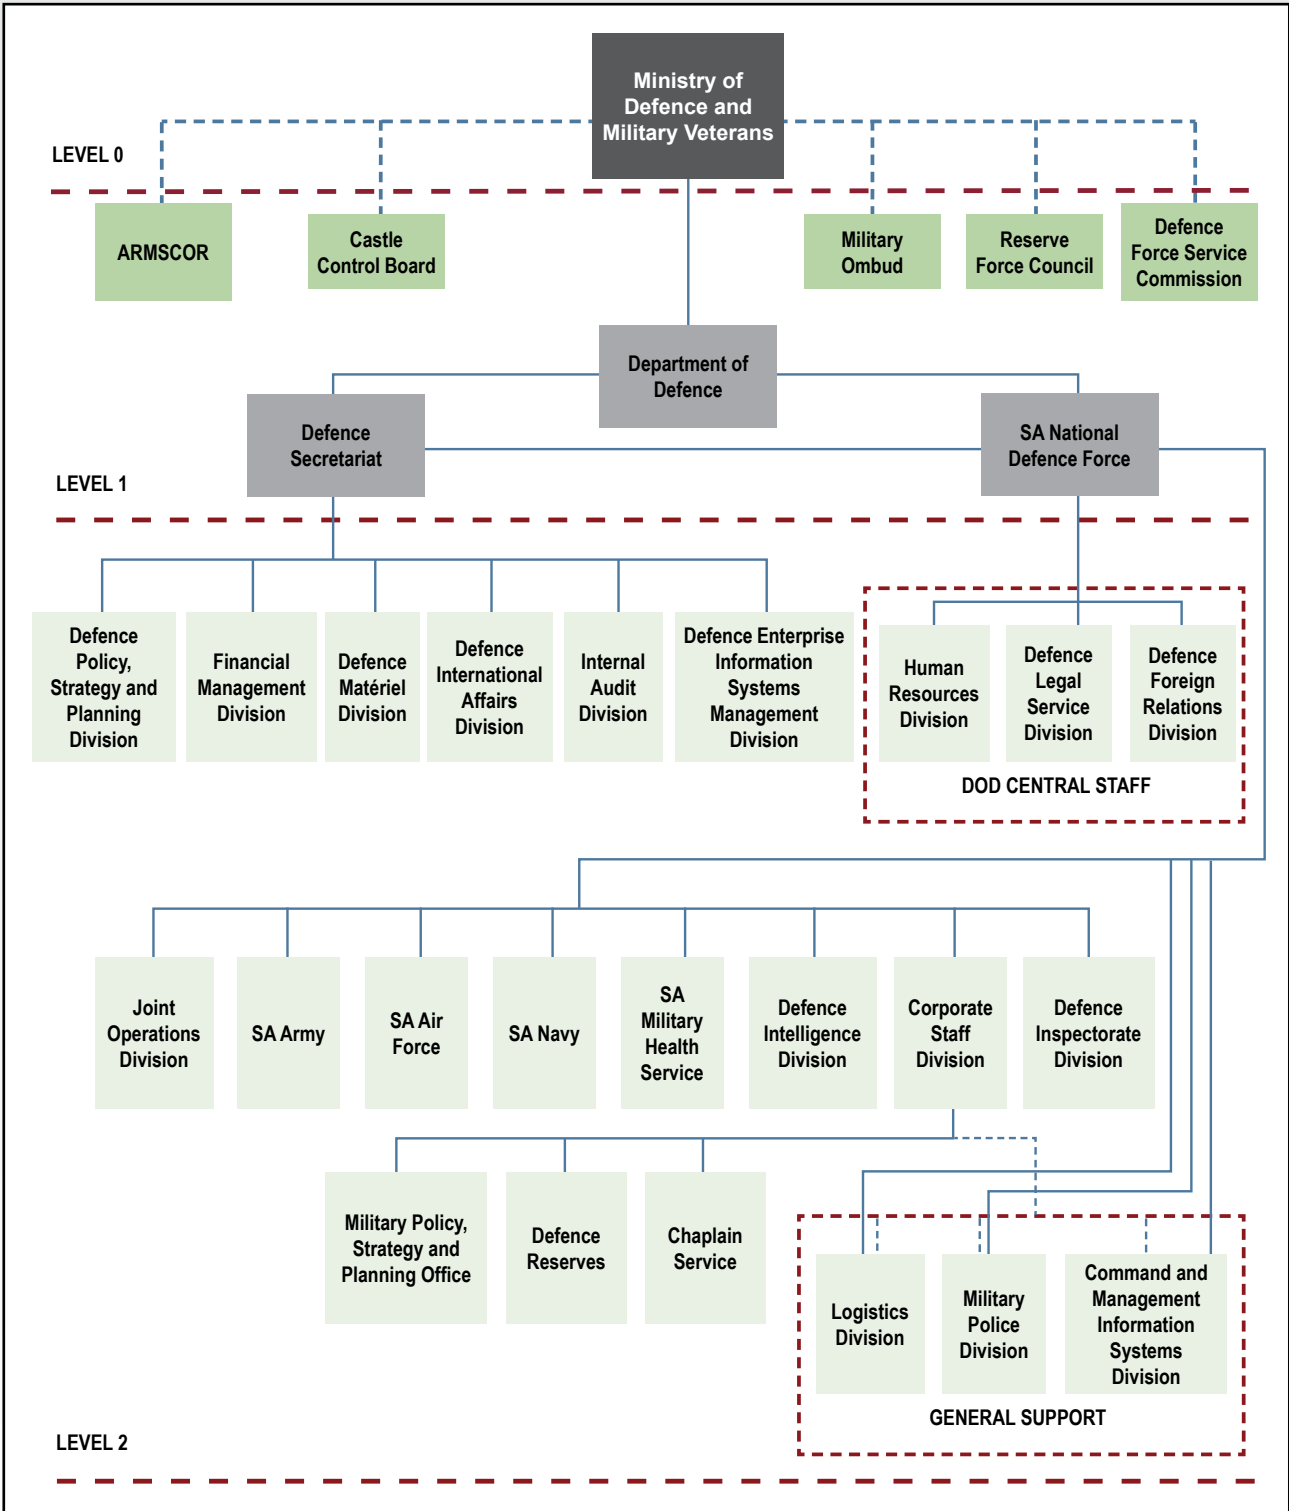 Ministry of
Defence and
Military Veterans
LEVEL 0
ARMSCOR
Castle
Control Board
Military
Ombud
Reserve
Force Council
Defence
Force Service
Commission
Department of
Defence
Defence
Secretariat
SA National
Defence Force
LEVEL 1
Defence
Policy,
Strategy and
Planning
Division
Financial
Management
Division
Defence
Matériel
Division
Defence
International
Affairs
Division
Internal
Audit
Division
Defence Enterprise
Information
Systems
Management
Division
Human
Resources
Division
Defence
Legal
Service
Division
Defence
Foreign
Relations
Division
DOD CENTRAL STAFF
Joint
Operations
Division
SA Army
SA Air
Force
SA Navy
SA
Military
Health
Service
Defence
Intelligence
Division
Corporate
Staff
Division
Defence
Inspectorate
Division
Military Policy,
Strategy and
Planning Office
Defence
Reserves
Chaplain
Service
Logistics
Division
Military
Police
Division
Command and
Management
Information
Systems
Division
GENERAL SUPPORT
LEVEL 2